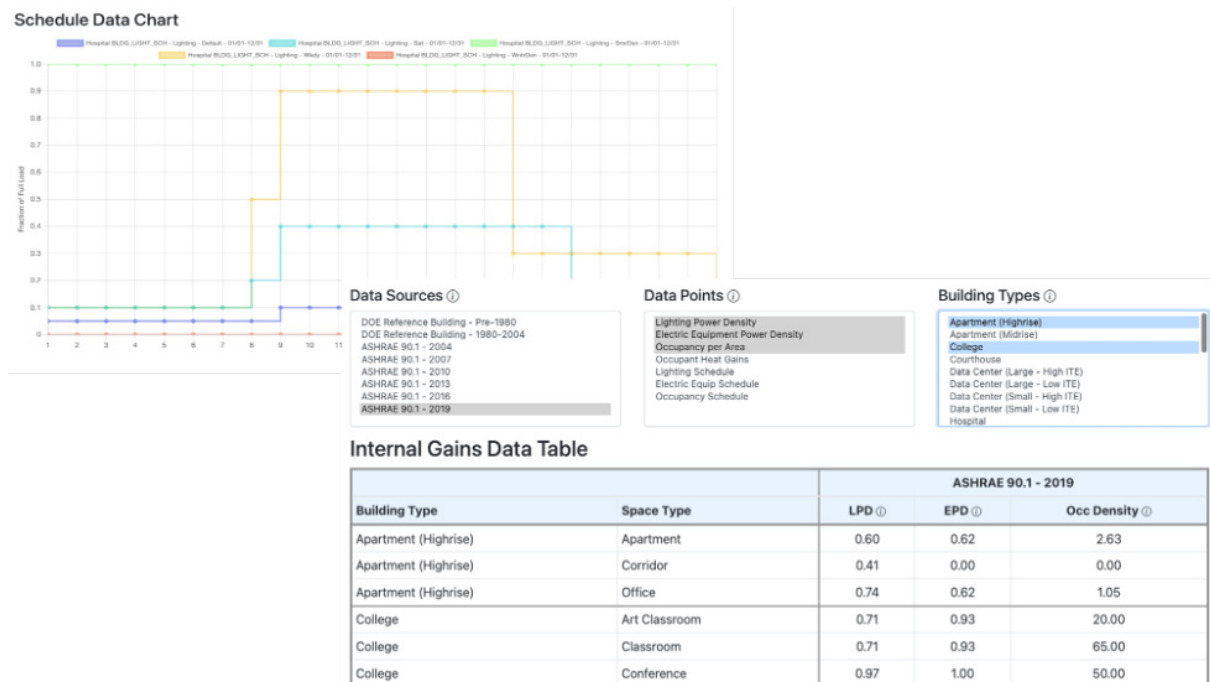 Schedule Data Chart
Hospital BLDG_LIGHT_SCH - Lighting - Default - 01/01-12/31 Hospital BLDG_LIGHT_SCH - Lighting - Sat - 01/01-12/31 Hospital BLDG_LIGHT_SCH - Lighting - SmrDsn - 01/01-12/31
Hospital BLDG_LIGHT_SCH - Lighting - Wkdy - 01/01-12/31 Hospital BLDG_LIGHT_SCH - Lighting - WntrDsn - 01/01-12/31
Fraction of Full Load
1.0
0.9
0.8
0.7
0.6
0.5
0.4
0.3
0.2
0.1
0
1 2 3 4 5 6 7 8 9 10 11
Data Sources
DOE Reference Building - Pre-1980
DOE Reference Building - 1980-2004
ASHRAE 90.1 - 2004
ASHRAE 90.1 - 2007
ASHRAE 90.1 - 2010
ASHRAE 90.1 - 2013
ASHRAE 90.1 - 2016
ASHRAE 90.1 - 2019
Data Points
Lighting Power Density
Electric Equipment Power Density
Occupancy per Area
Occupant Heat Gains
Lighting Schedule
Electric Equip Schedule
Occupancy Schedule
Building Types
Apartment (Highrise)
Apartment (Midrise)
College
Courthouse
Data Center (Large - High ITE)
Data Center (Large - Low ITE)
Data Center (Small - High ITE)
Data Center (Small - Low ITE)
Hospital
Internal Gains Data Table
ASHRAE 90.1 - 2019
Building Type Space Type LPD EPD Occ Density
Apartment (Highrise) Apartment 0.60 0.62 2.63
Apartment (Highrise) Corridor 0.41 0.00 0.00
Apartment (Highrise) Office 0.74 0.62 1.05
College Art Classroom 0.71 0.93 20.00
College Classroom 0.71 0.93 65.00
College Conference 0.97 1.00 50.00